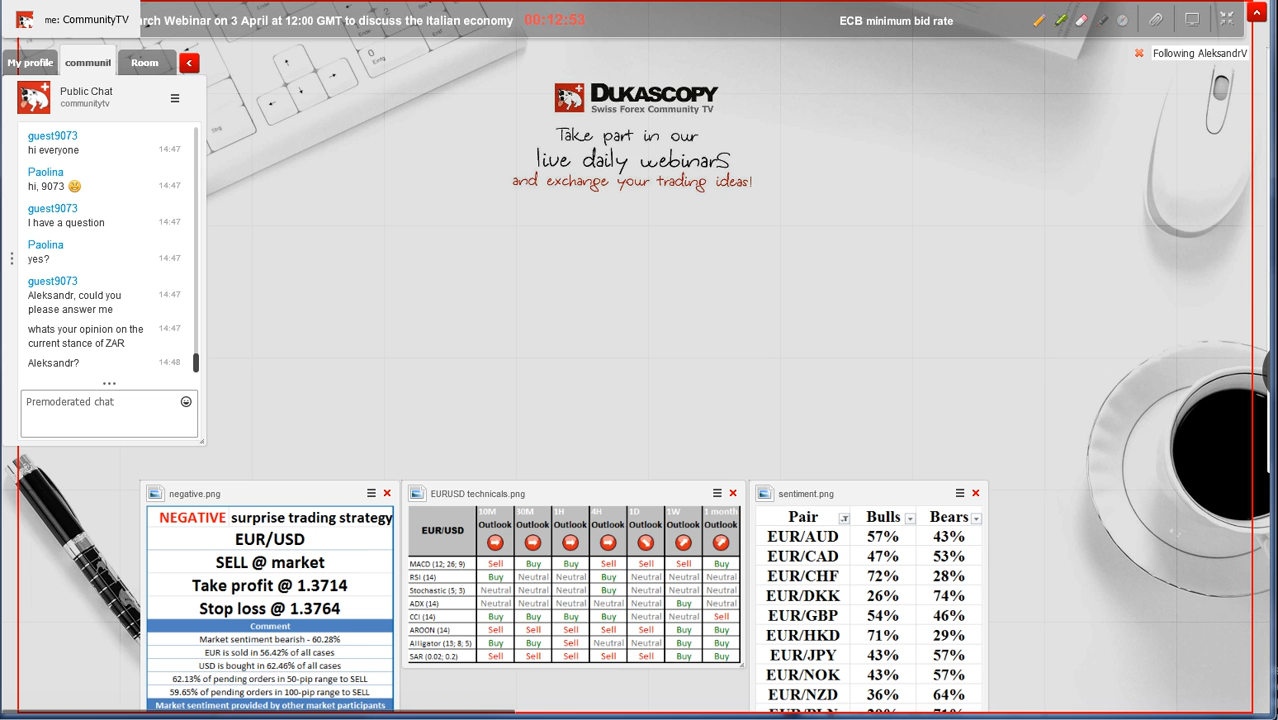 me: CommunityTV
rch Webinar on 3 April at 12:00 GMT to discuss the Italian economy
00:12:53
ECB minimum bid rate
Following AleksandrV
My profile
communit
Room
Public Chat
communitytv
guest9073
hi everyone 14:47
Paolina
hi, 9073 14:47
guest9073
I have a question 14:47
Paolina
yes? 14:47
guest9073
Aleksandr, could you 14:47
please answer me
whats your opinion on the 14:47
current stance of ZAR
Aleksandr? 14:48
Premoderated chat
DUKASCOPY
Swiss Forex Community TV
Take part in our
live daily webinars
and exchange your trading ideas!
negative.png
NEGATIVE surprise trading strategy
EUR/USD
SELL @ market
Take profit @ 1.3714
Stop loss @ 1.3764
Comment
Market sentiment bearish - 60.28%
EUR is sold in 56.42% of all cases
USD is bought in 62.46% of all cases
62.13% of pending orders in 50-pip range to SELL
59.65% of pending orders in 100-pip range to SELL
Market sentiment provided by other market participants
EURUSD technicals.png
10M 30M 1H 4H 1D 1W 1 month
EUR/USD Outlook Outlook Outlook Outlook Outlook Outlook Outlook
MACD (12; 26; 9) Sell Buy Buy Sell Sell Sell Buy
RSI (14) Buy Neutral Neutral Buy Neutral Neutral Neutral
Stochastic (5; 3) Neutral Neutral Neutral Buy Neutral Neutral Neutral
ADX (14) Neutral Neutral Neutral Neutral Neutral Buy Neutral
CCI (14) Buy Buy Buy Buy Neutral Neutral Sell
AROON (14) Sell Sell Sell Sell Sell Buy Buy
Alligator (13; 8; 5) Buy Buy Sell Neutral Neutral Buy Buy
SAR (0.02; 0.2) Sell Sell Sell Sell Sell Buy Buy
sentiment.png
Pair Bulls Bears
EUR/AUD 57% 43%
EUR/CAD 47% 53%
EUR/CHF 72% 28%
EUR/DKK 26% 74%
EUR/GBP 54% 46%
EUR/HKD 71% 29%
EUR/JPY 43% 57%
EUR/NOK 43% 57%
EUR/NZD 36% 64%